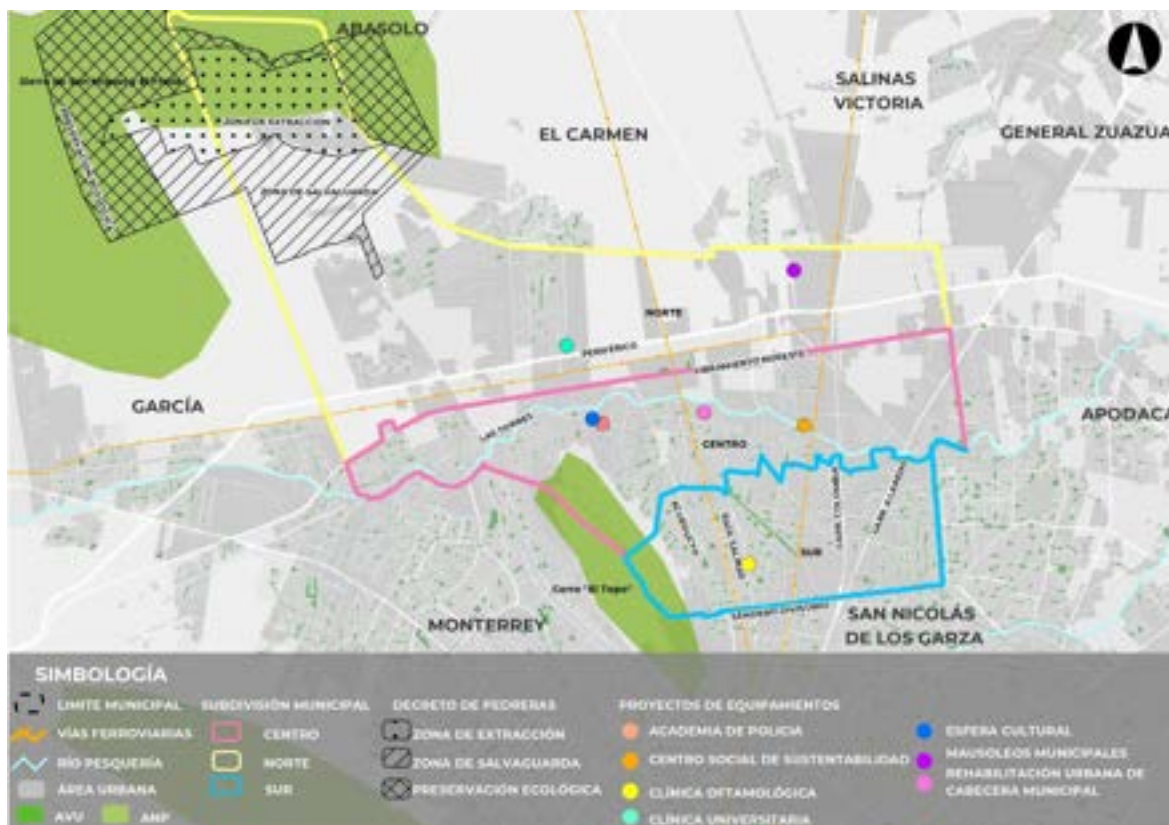 ABASOLO
SALINAS
VICTORIA
EL CARMEN
GENERAL ZUAZUA
ZONA DE EXTRACCIÓN
ZONA DE SALVAGUARDA
NORTE
PERIFÉRICO
LIBRAMIENTO NOROESTE
GARCÍA
LAS TORRES
CENTRO
APODACA
SUR
Cerro "El Topo"
MONTERREY
SAN NICOLÁS
DE LOS GARZA
SIMBOLOGÍA
LIMITE MUNICIPAL
VÍAS FERROVIARIAS
RÍO PESQUERÍA
ÁREA URBANA
AVU
ANP
SUBDIVISIÓN MUNICIPAL
CENTRO
NORTE
SUR
DECRETO DE PEDRERAS
ZONA DE EXTRACCIÓN
ZONA DE SALVAGUARDA
PRESERVACIÓN ECOLÓGICA
PROYECTOS DE EQUIPAMIENTOS
ACADEMIA DE POLICIA
CENTRO SOCIAL DE SUSTENTABILIDAD
CLÍNICA OFTAMOLÓGICA
CLÍNICA UNIVERSITARIA
ESFERA CULTURAL
MAUSOLEOS MUNICIPALES
REHABILITACIÓN URBANA DE
CABECERA MUNICIPAL